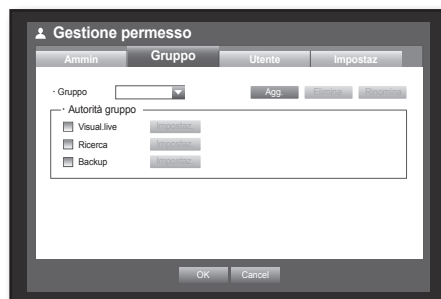 Gestione permesso
Ammin Gruppo Utente Impostaz
· Gruppo Agg. Elimina Rinomina
· Autorità gruppo
Visual.live Impostaz
Ricerca Impostaz
Backup Impostaz
OK Cancel